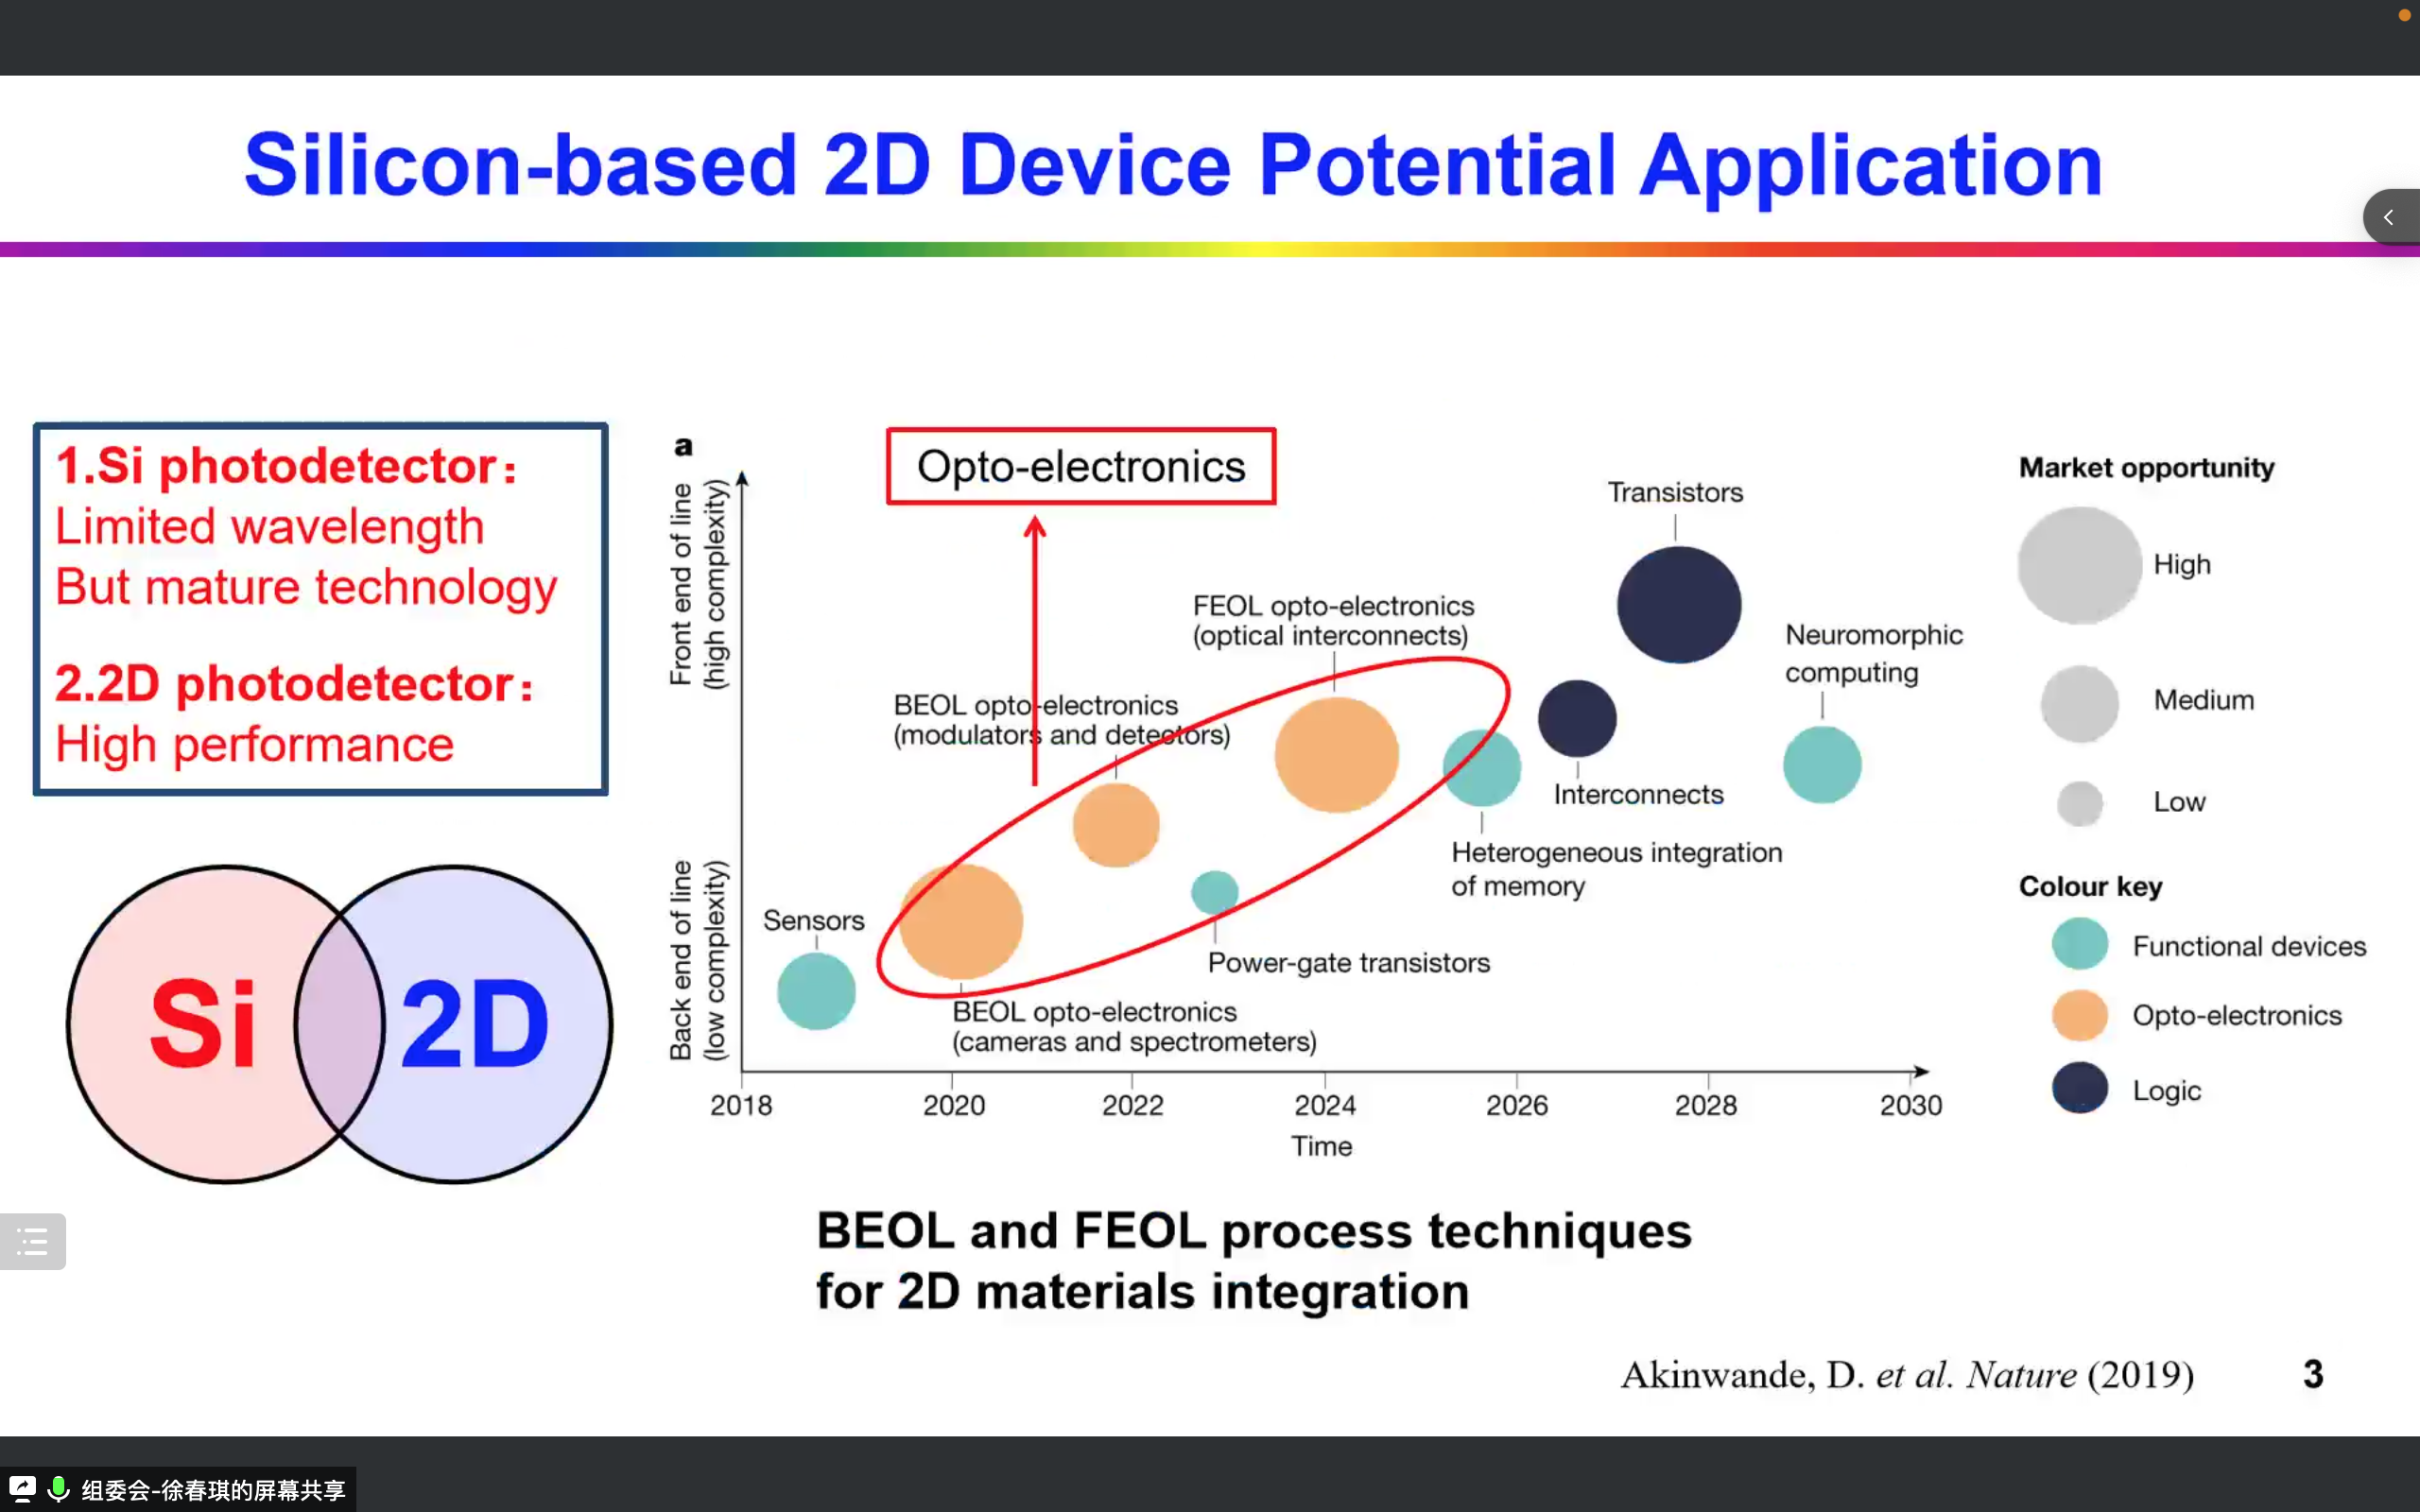 Silicon-based 2D Device Potential Application
1.Si photodetector：
Limited wavelength
But mature technology
2.2D photodetector：
High performance
Si
2D
a
Opto-electronics
Front end of line
(high complexity)
Back end of line
(low complexity)
Transistors
FEOL opto-electronics
(optical interconnects)
Neuromorphic
computing
BEOL opto-electronics
(modulators and detectors)
Interconnects
Heterogeneous integration
of memory
Sensors
Power-gate transistors
BEOL opto-electronics
(cameras and spectrometers)
2018 2020 2022 2024 2026 2028 2030
Time
Market opportunity
High
Medium
Low
Colour key
Functional devices
Opto-electronics
Logic
BEOL and FEOL process techniques
for 2D materials integration
Akinwande, D. et al. Nature (2019)
3
组委会-徐春琪的屏幕共享